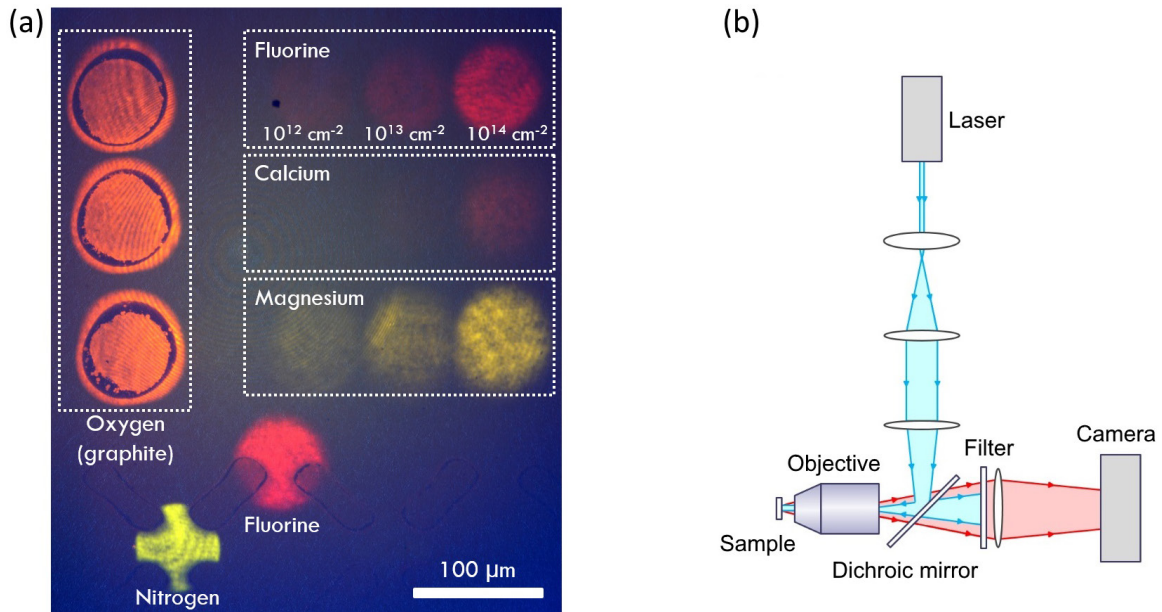 (a)
Fluorine
10¹² cm⁻² 10¹³ cm⁻² 10¹⁴ cm⁻²
Calcium
Magnesium
Oxygen
(graphite)
Fluorine
Nitrogen
100 µm
(b)
Laser
Camera
Filter
Objective
Sample
Dichroic mirror